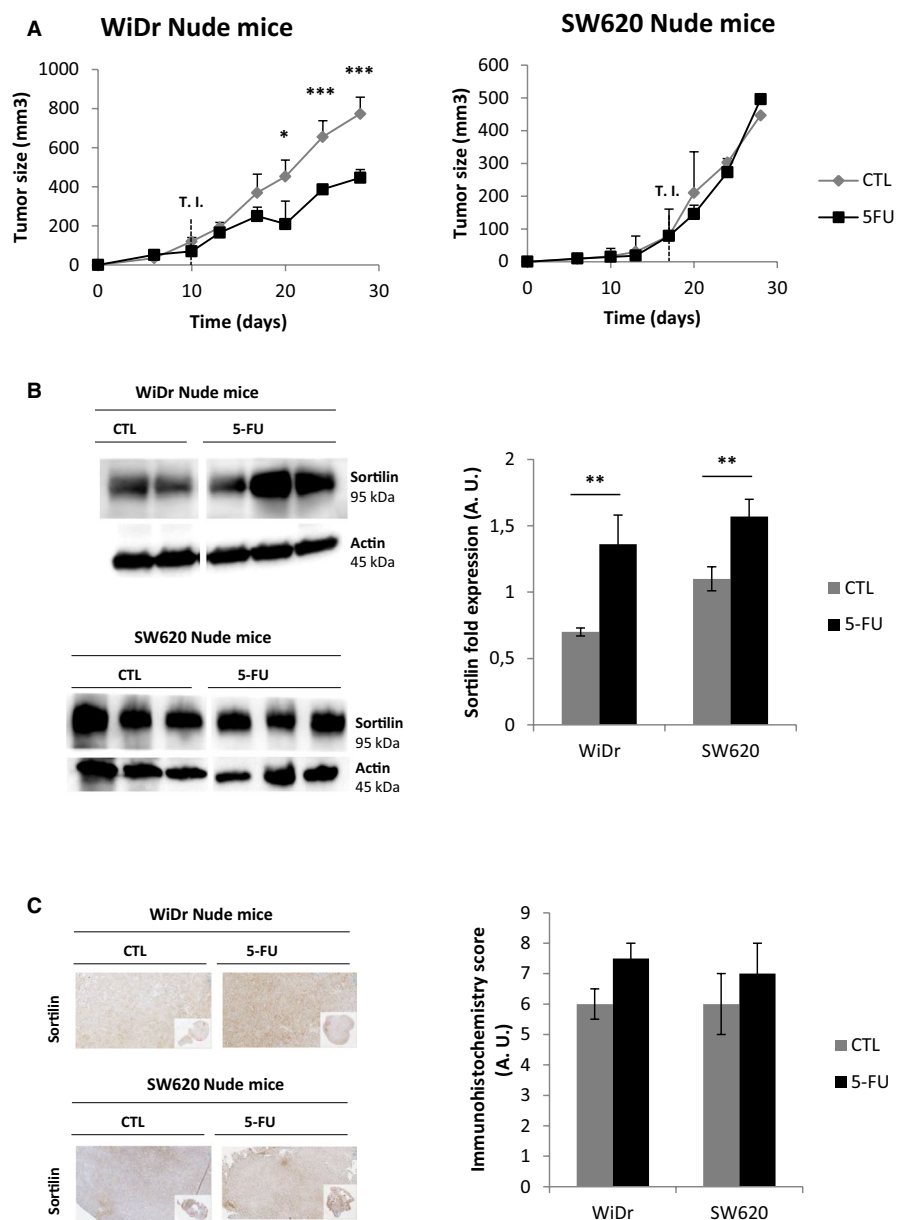 A
WiDr Nude mice
SW620 Nude mice
Tumor size (mm3)
1000
800
600
400
200
0
T. I.
*
***
***
0
10
20
30
Time (days)
Tumor size (mm3)
600
500
400
300
200
100
0
T. I.
0
10
20
30
Time (days)
CTL
5FU
B
WiDr Nude mice
CTL
5-FU
Sortilin
95 kDa
Actin
45 kDa
SW620 Nude mice
CTL
5-FU
Sortilin
95 kDa
Actin
45 kDa
Sortilin fold expression (A. U.)
2
1,5
1
0,5
0
**
**
WiDr
SW620
CTL
5-FU
C
WiDr Nude mice
CTL
5-FU
Sortilin
SW620 Nude mice
CTL
5-FU
Sortilin
Immunohistochemistry score
(A. U.)
9
8
7
6
5
4
3
2
1
0
WiDr
SW620
CTL
5-FU